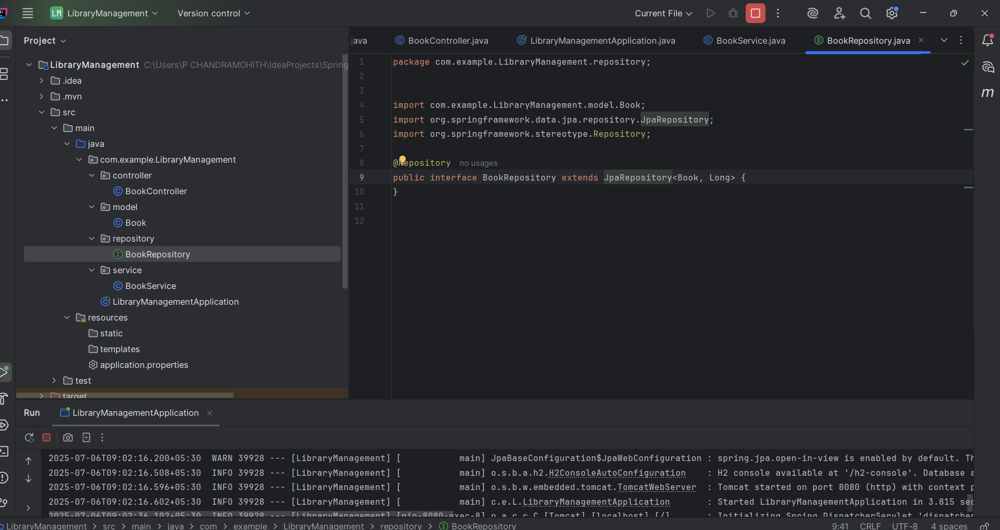 LM LibraryManagement Version control Current File
Project
java BookController.java LibraryManagementApplication.java BookService.java BookRepository.java
LibraryManagement C:\Users\P CHANDRAMOHITH\IdeaProjects\Spring
.idea
.mvn
src
main
java
com.example.LibraryManagement
controller
BookController
model
Book
repository
BookRepository
service
BookService
LibraryManagementApplication
resources
static
templates
application.properties
test
target
1 package com.example.LibraryManagement.repository;
2
3
4 import com.example.LibraryManagement.model.Book;
5 import org.springframework.data.jpa.repository.JpaRepository;
6 import org.springframework.stereotype.Repository;
7
8 @Repository no usages
9 public interface BookRepository extends JpaRepository<Book, Long> {
10 }
11
12
m
Run LibraryManagementApplication
2025-07-06T09:02:16.200+05:30  WARN 39928 --- [LibraryManagement] [           main] JpaBaseConfiguration$JpaWebConfiguration : spring.jpa.open-in-view is enabled by default. Th
2025-07-06T09:02:16.508+05:30  INFO 39928 --- [LibraryManagement] [           main] o.s.b.a.h2.H2ConsoleAutoConfiguration    : H2 console available at '/h2-console'. Database a
2025-07-06T09:02:16.596+05:30  INFO 39928 --- [LibraryManagement] [           main] o.s.b.w.embedded.tomcat.TomcatWebServer  : Tomcat started on port 8080 (http) with context p
2025-07-06T09:02:16.602+05:30  INFO 39928 --- [LibraryManagement] [           main] c.e.L.LibraryManagementApplication       : Started LibraryManagementApplication in 3.815 sec
2025-07-06T09:02:36.102+05:30  INFO 39928 --- [LibraryManagement] [nio-8080-exec-8] o.a.c.c.C.[Tomcat].[localhost].[/]       : Initializing Spring DispatcherServlet 'dispatcher
LibraryManagement > src > main > java > com > example > LibraryManagement > repository > BookRepository 9:41 CRLF UTF-8 4 spaces